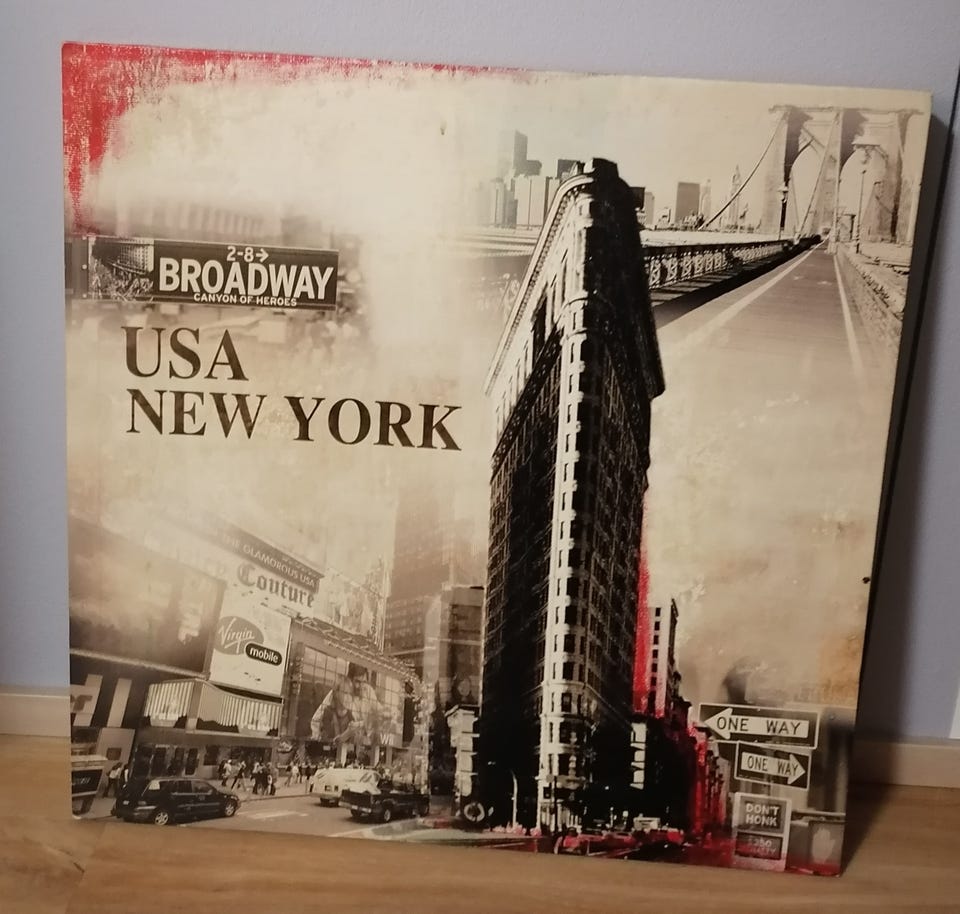 2-8→
BROADWAY
CANYON OF HEROES
USA
NEW YORK
THE GLAMOROUS USA
Couture
Virgin
mobile
ONE WAY
ONE WAY
DON'T
HONK